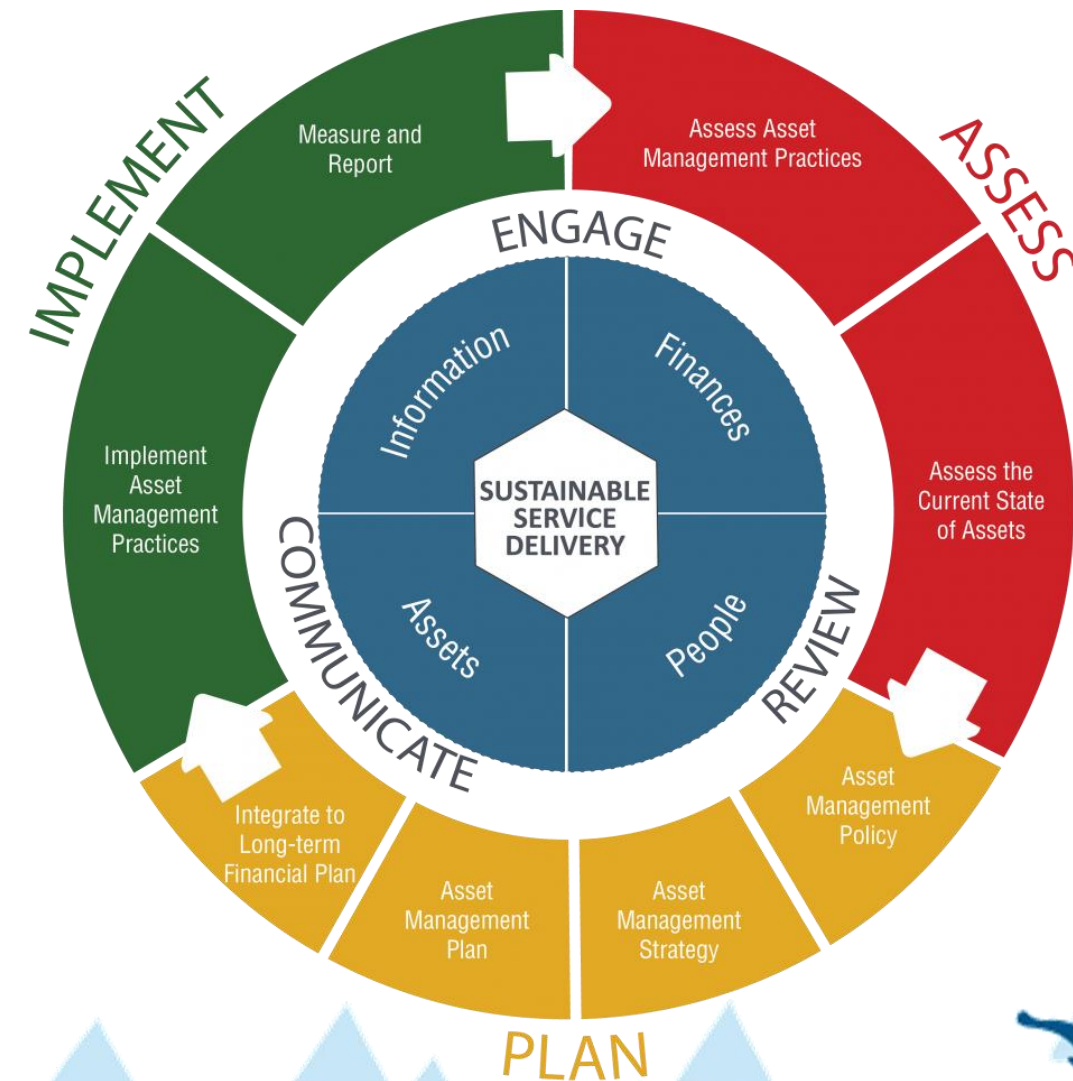 IMPLEMENT
ASSESS
PLAN
Measure and
Report
Assess Asset
Management Practices
Assess the
Current State
of Assets
Asset
Management
Policy
Asset
Management
Strategy
Asset
Management
Plan
Integrate to
Long-term
Financial Plan
Implement
Asset
Management
Practices
ENGAGE
REVIEW
COMMUNICATE
Information
Finances
People
Assets
SUSTAINABLE
SERVICE
DELIVERY